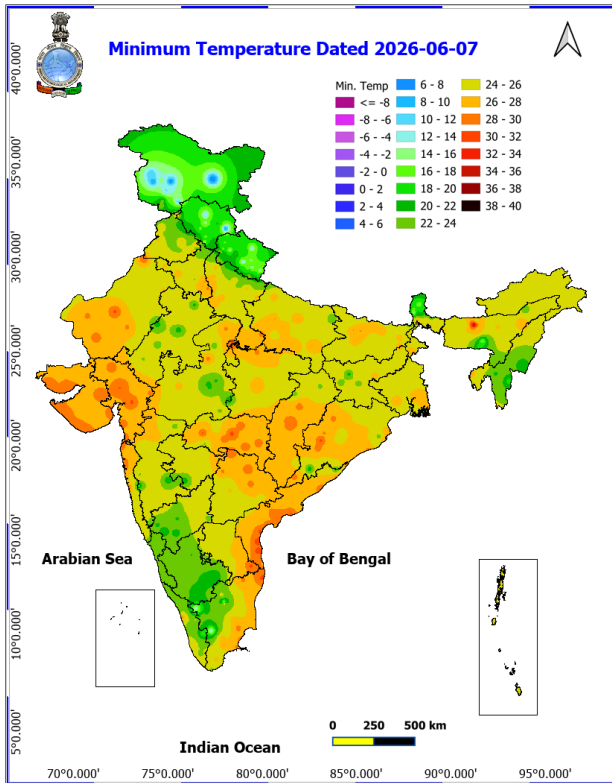 Minimum Temperature Dated 2026-06-07
Min. Temp
<= -8
-8 - -6
-6 - -4
-4 - -2
-2 - 0
0 - 2
2 - 4
4 - 6
6 - 8
8 - 10
10 - 12
12 - 14
14 - 16
16 - 18
18 - 20
20 - 22
22 - 24
24 - 26
26 - 28
28 - 30
30 - 32
32 - 34
34 - 36
36 - 38
38 - 40
40°0.000'
35°0.000'
30°0.000'
25°0.000'
20°0.000'
15°0.000'
10°0.000'
5°0.000'
Arabian Sea
Bay of Bengal
Indian Ocean
0 250 500 km
70°0.000' 75°0.000' 80°0.000' 85°0.000' 90°0.000' 95°0.000'